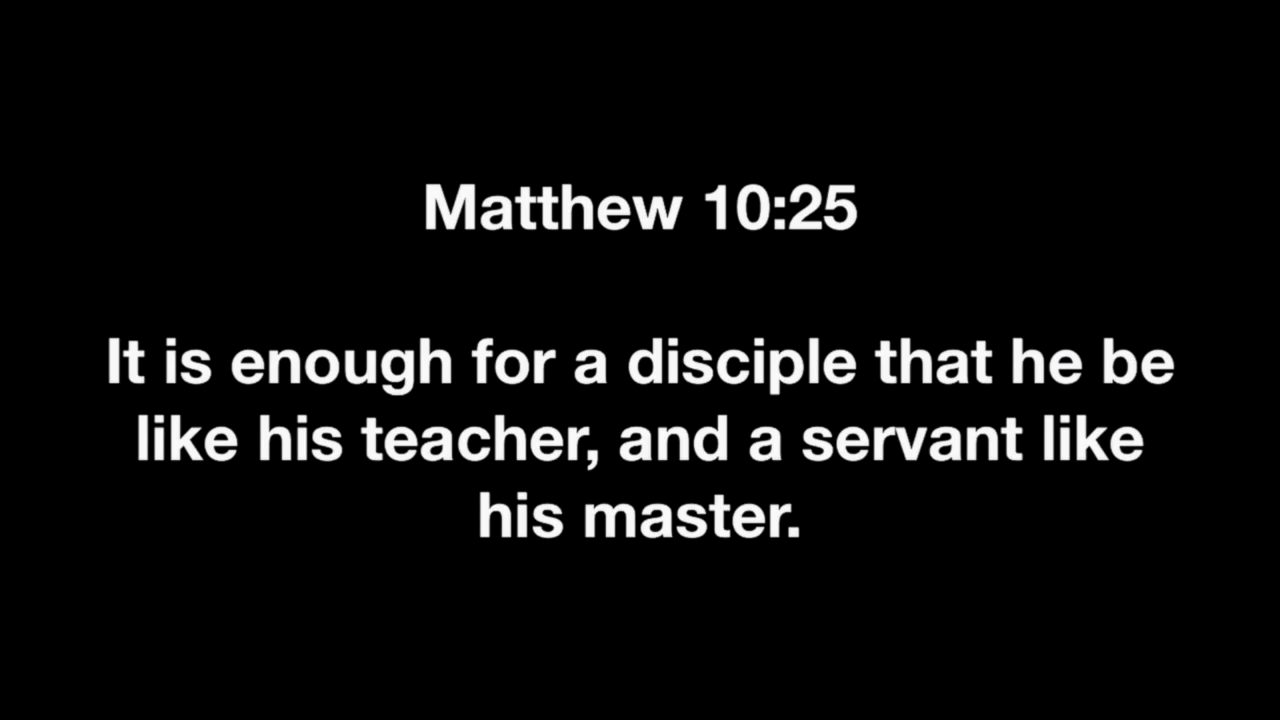 Matthew 10:25
It is enough for a disciple that he be
like his teacher, and a servant like
his master.